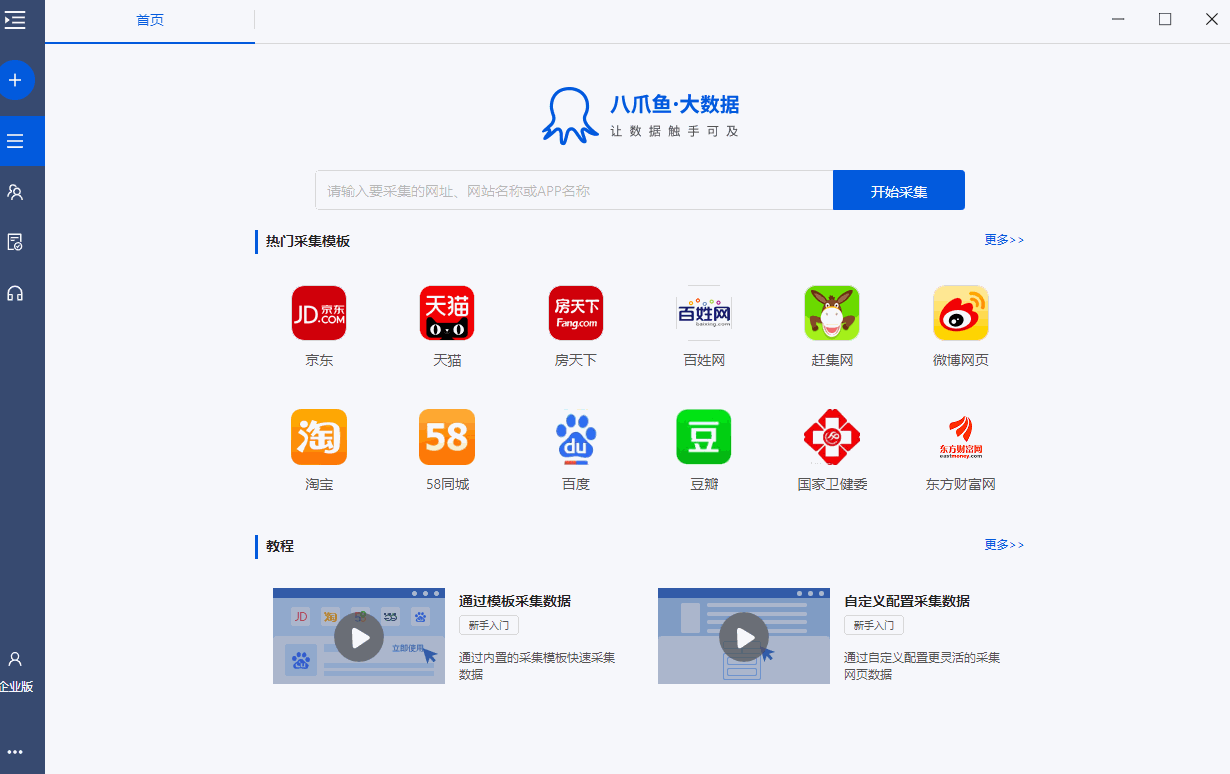 首页
八爪鱼·大数据
让数据触手可及
请输入要采集的网址、网站名称或APP名称
开始采集
热门采集模板
更多>>
JD.京东
.COM
天猫
房天下
Fang.com
百姓网
baixing.com
京东
天猫
房天下
百姓网
赶集网
微博网页
淘
58
du
豆
东方财富网
eastmoney.com
淘宝
58同城
百度
豆瓣
国家卫健委
东方财富网
教程
更多>>
JD
淘
立即使用
通过模板采集数据
新手入门
通过内置的采集模板快速采集
数据
自定义配置采集数据
新手入门
通过自定义配置更灵活的采集
网页数据
企业版